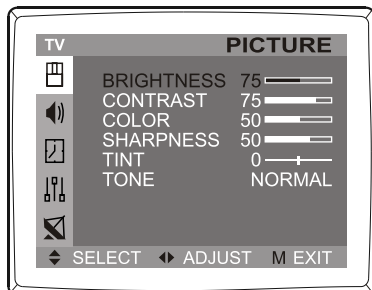 TV PICTURE
BRIGHTNESS 75
CONTRAST 75
COLOR 50
SHARPNESS 50
TINT 0
TONE NORMAL
SELECT ADJUST M EXIT